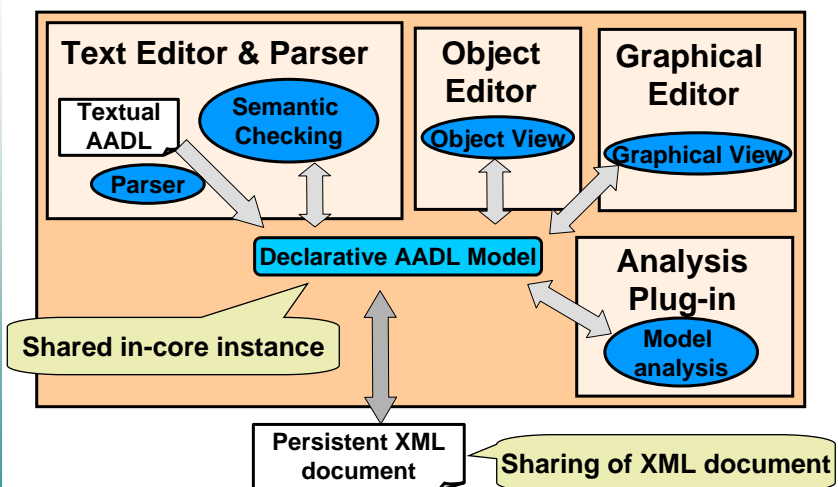 Text Editor & Parser
Textual
AADL
Semantic
Checking
Parser
Object
Editor
Object View
Graphical
Editor
Graphical View
Declarative AADL Model
Analysis
Plug-in
Model
analysis
Shared in-core instance
Persistent XML
document
Sharing of XML document